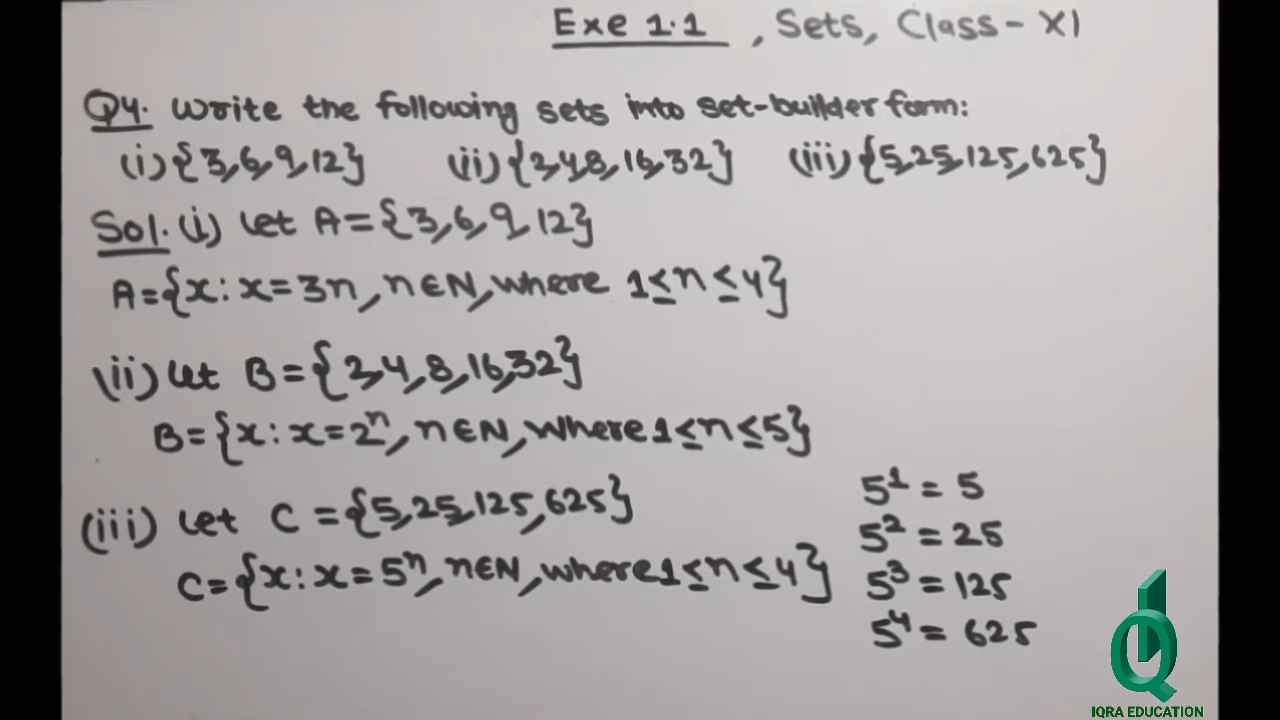 Exe 1.1, Sets, Class - XI
Q4. Write the following sets into set-builder form:
(i) {3,6,9,12} (ii) {2,4,8,16,32} (iii) {5,25,125,625}
Sol. (i) Let A={3,6,9,12}
A={x: x=3n, n∈N, where 1≤n≤4}
(ii) Let B={2,4,8,16,32}
B={x: x=2ⁿ, n∈N, where 1≤n≤5}
(iii) Let C={5,25,125,625}
C={x: x=5ⁿ, n∈N, where 1≤n≤4}
5¹ = 5
5² = 25
5³ = 125
5⁴ = 625
IQRA EDUCATION